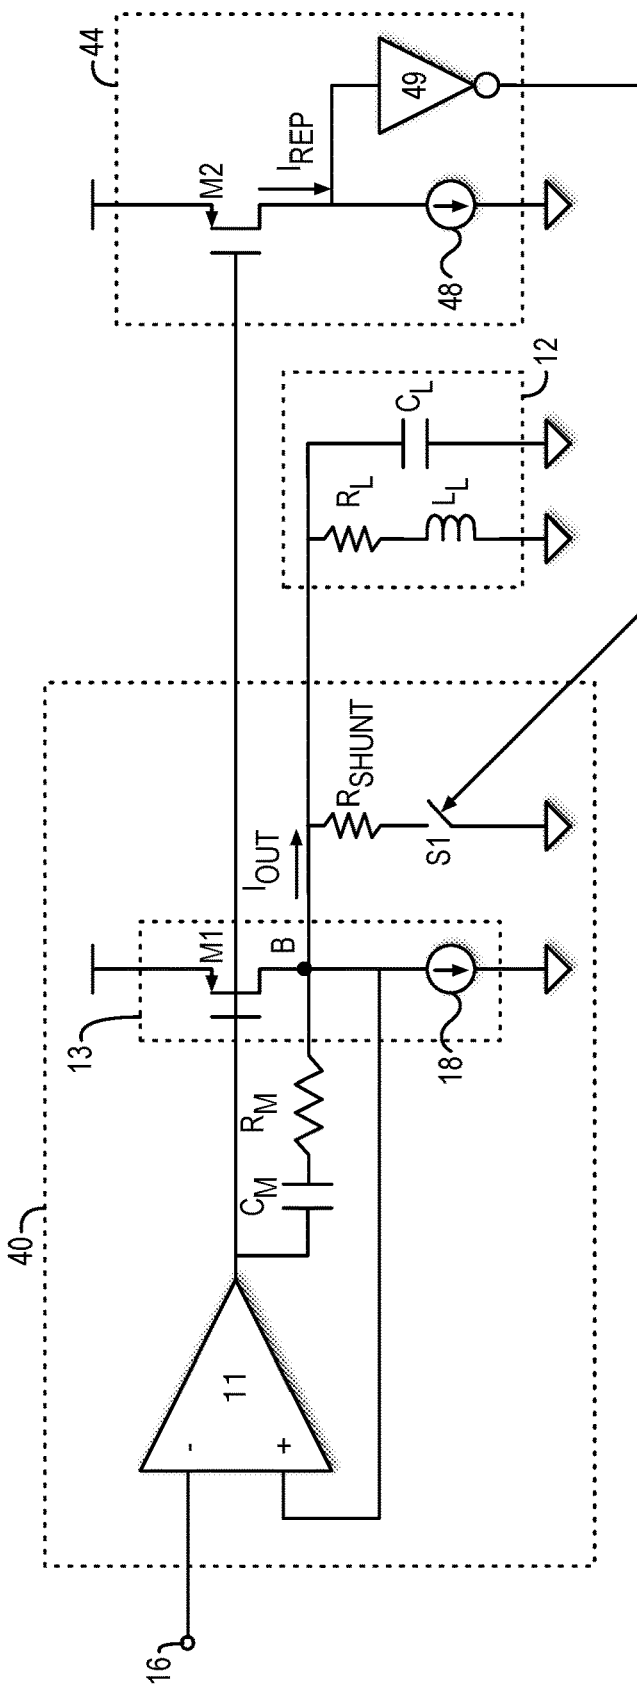 40
44
13
M1
M2
I_REP
49
11
-
+
16
C_M
R_M
B
I_OUT
R_SHUNT
S1
18
R_L
L_L
C_L
12
48